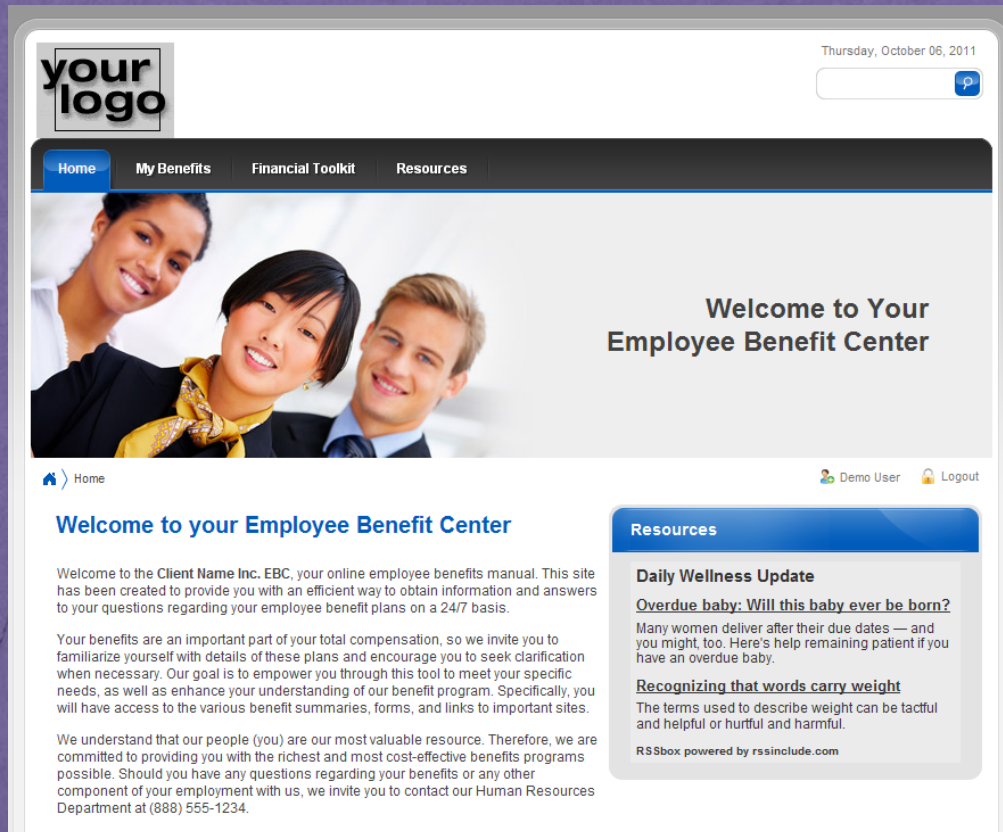 your
logo
Thursday, October 06, 2011
Home
My Benefits
Financial Toolkit
Resources
Welcome to Your
Employee Benefit Center
Home
Demo User
Logout
Welcome to your Employee Benefit Center
Welcome to the Client Name Inc. EBC, your online employee benefits manual. This site
has been created to provide you with an efficient way to obtain information and answers
to your questions regarding your employee benefit plans on a 24/7 basis.
Your benefits are an important part of your total compensation, so we invite you to
familiarize yourself with details of these plans and encourage you to seek clarification
when necessary. Our goal is to empower you through this tool to meet your specific
needs, as well as enhance your understanding of our benefit program. Specifically, you
will have access to the various benefit summaries, forms, and links to important sites.
We understand that our people (you) are our most valuable resource. Therefore, we are
committed to providing you with the richest and most cost-effective benefits programs
possible. Should you have any questions regarding your benefits or any other
component of your employment with us, we invite you to contact our Human Resources
Department at (888) 555-1234.
Resources
Daily Wellness Update
Overdue baby: Will this baby ever be born?
Many women deliver after their due dates — and
you might, too. Here's help remaining patient if you
have an overdue baby.
Recognizing that words carry weight
The terms used to describe weight can be tactful
and helpful or hurtful and harmful.
RSSbox powered by rssinclude.com